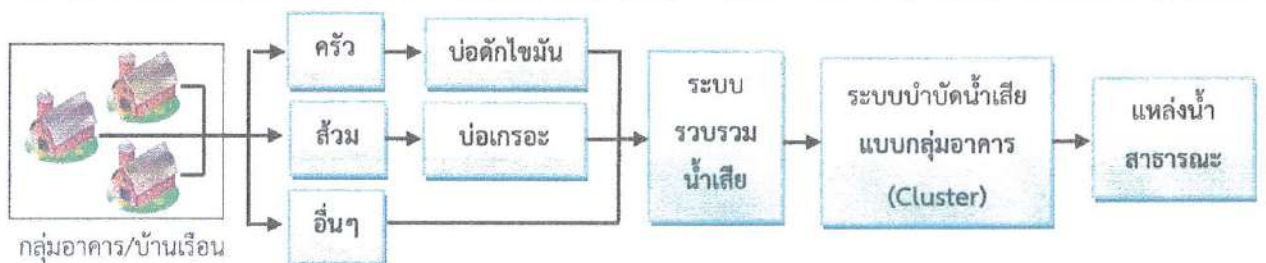 ครัว
บ่อดักไขมัน
ส้วม
บ่อเกรอะ
อื่นๆ
กลุ่มอาคาร/บ้านเรือน
ระบบ
รวบรวม
น้ำเสีย
ระบบบำบัดน้ำเสีย
แบบกลุ่มอาคาร
(Cluster)
แหล่งน้ำ
สาธารณะ